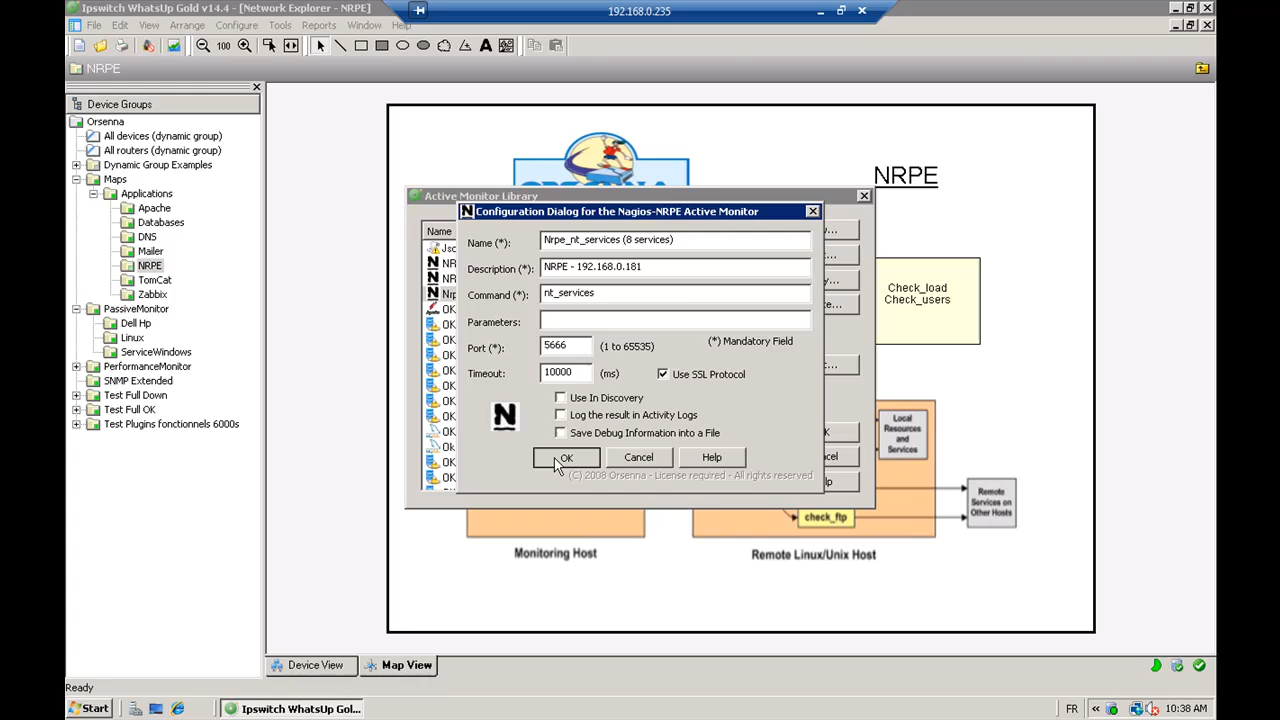 Ipswitch WhatsUp Gold v14.4 - [Network Explorer - NRPE]
192.168.0.235
File Edit View Arrange Configure Tools Reports Window Help
100
A
NRPE
Device Groups
Orsenna
All devices (dynamic group)
All routers (dynamic group)
Dynamic Group Examples
Maps
Applications
Apache
Databases
DNS
Mailer
NRPE
TomCat
Zabbix
PassiveMonitor
Dell Hp
Linux
ServiceWindows
PerformanceMonitor
SNMP Extended
Test Full Down
Test Full OK
Test Plugins fonctionnels 6000s
NRPE
Active Monitor Library
Name
Configuration Dialog for the Nagios-NRPE Active Monitor
Name (*): Nrpe_nt_services (8 services)
Description (*): NRPE - 192.168.0.181
Command (*): nt_services
Parameters:
Port (*): 5666 (1 to 65535) (*) Mandatory Field
Timeout: 10000 (ms) Use SSL Protocol
Use In Discovery
Log the result in Activity Logs
Save Debug Information into a File
N
OK Cancel Help
(C) 2008 Orsenna - License required - All rights reserved
Check_load
Check_users
Local
Resources
and
Services
Remote
Services on
Other Hosts
check_ftp
Monitoring Host
Remote Linux/Unix Host
Device View Map View
Ready
Start
Ipswitch WhatsUp Gol...
FR
10:38 AM